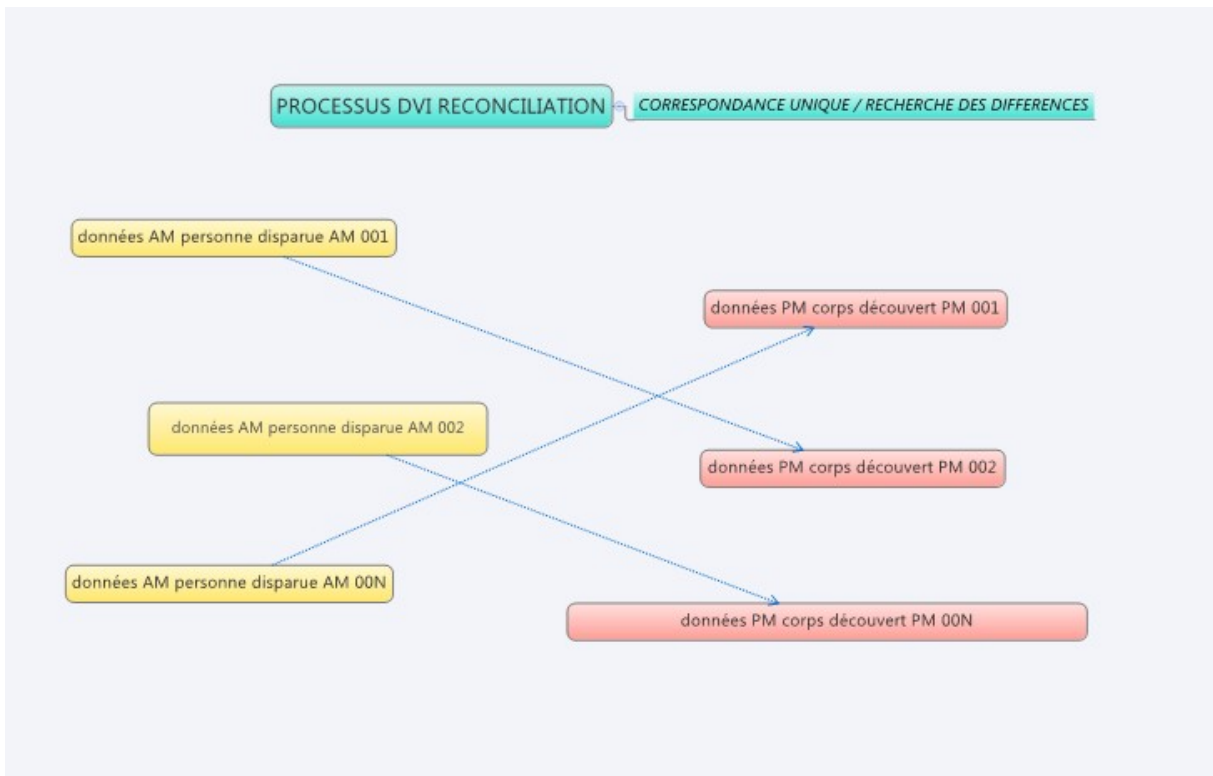 PROCESSUS DVI RECONCILIATION
CORRESPONDANCE UNIQUE / RECHERCHE DES DIFFERENCES
données AM personne disparue AM 001
données PM corps découvert PM 001
données AM personne disparue AM 002
données PM corps découvert PM 002
données AM personne disparue AM 00N
données PM corps découvert PM 00N